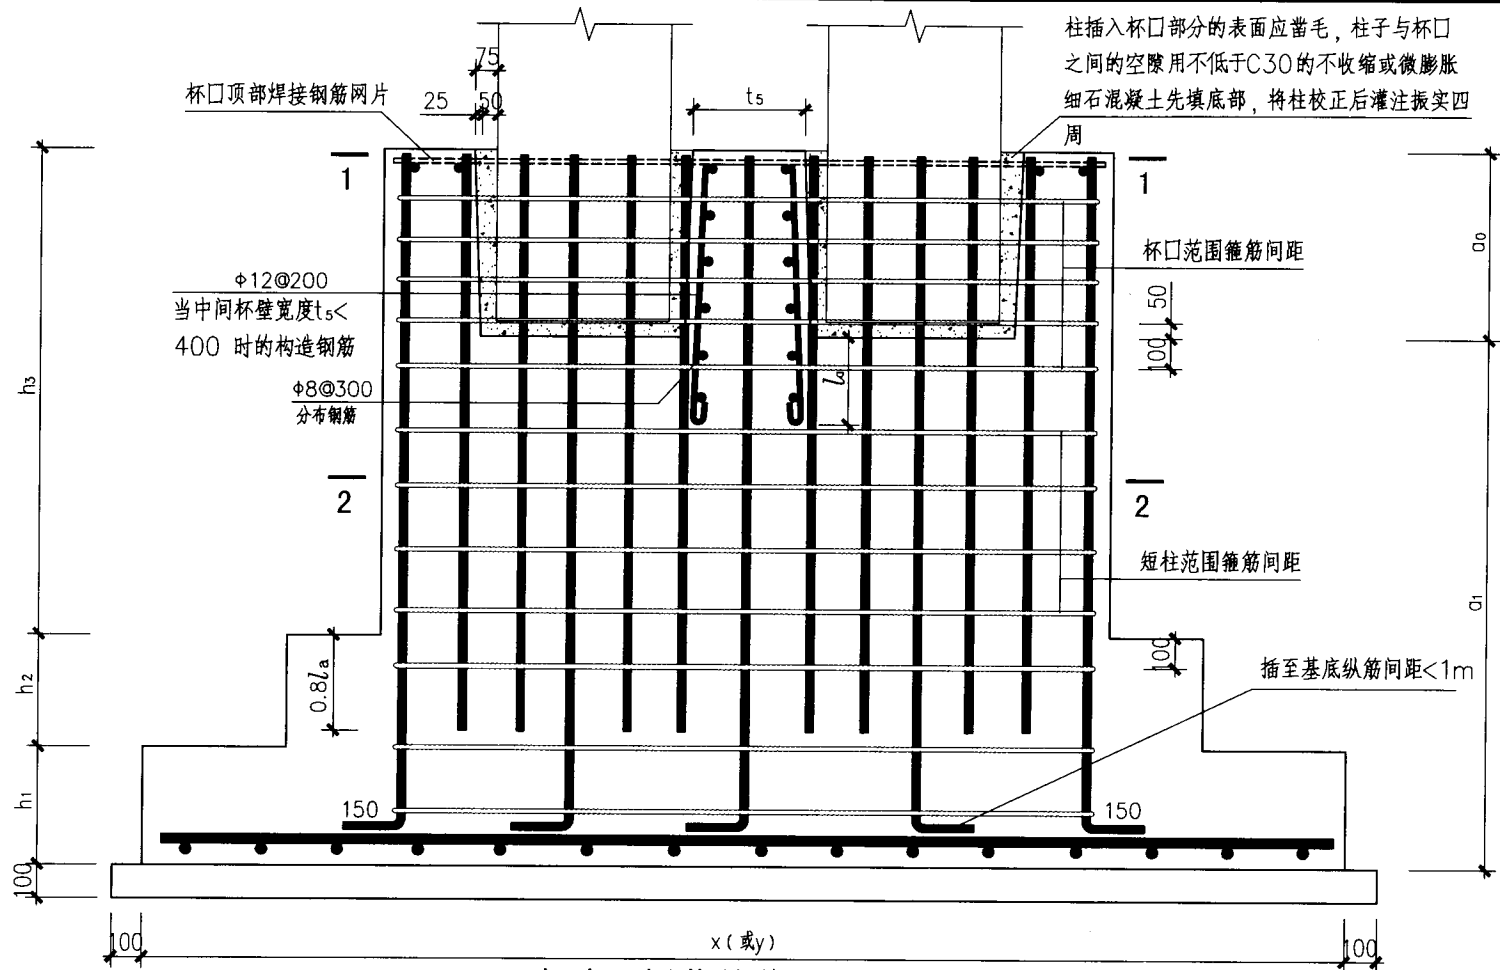 柱插入杯口部分的表面应凿毛，柱子与杯口
之间的空隙用不低于C30的不收缩或微膨胀
细石混凝土先填底部，将柱校正后灌注振实四
周
75
杯口顶部焊接钢筋网片
25
50
t5
1
1
a0
杯口范围箍筋间距
Φ12@200
当中间杯壁宽度t5<
400 时的构造钢筋
50
100
h3
la
Φ8@300
分布钢筋
2
2
短柱范围箍筋间距
a1
h2
0.8la
100
插至基底纵筋间距<1m
h1
150
150
100
100
x(或y)
100